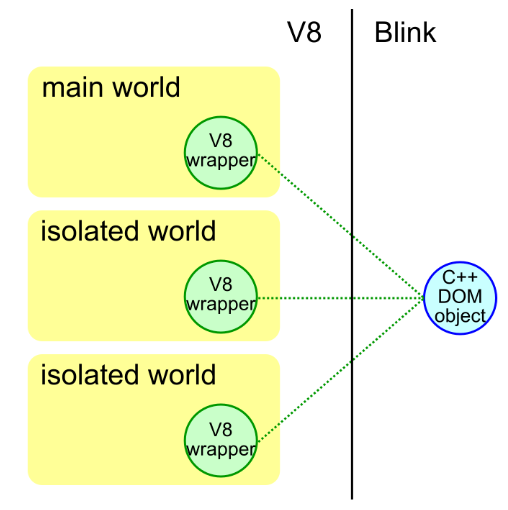 V8
Blink
main world
V8
wrapper
isolated world
V8
wrapper
C++
DOM
object
isolated world
V8
wrapper